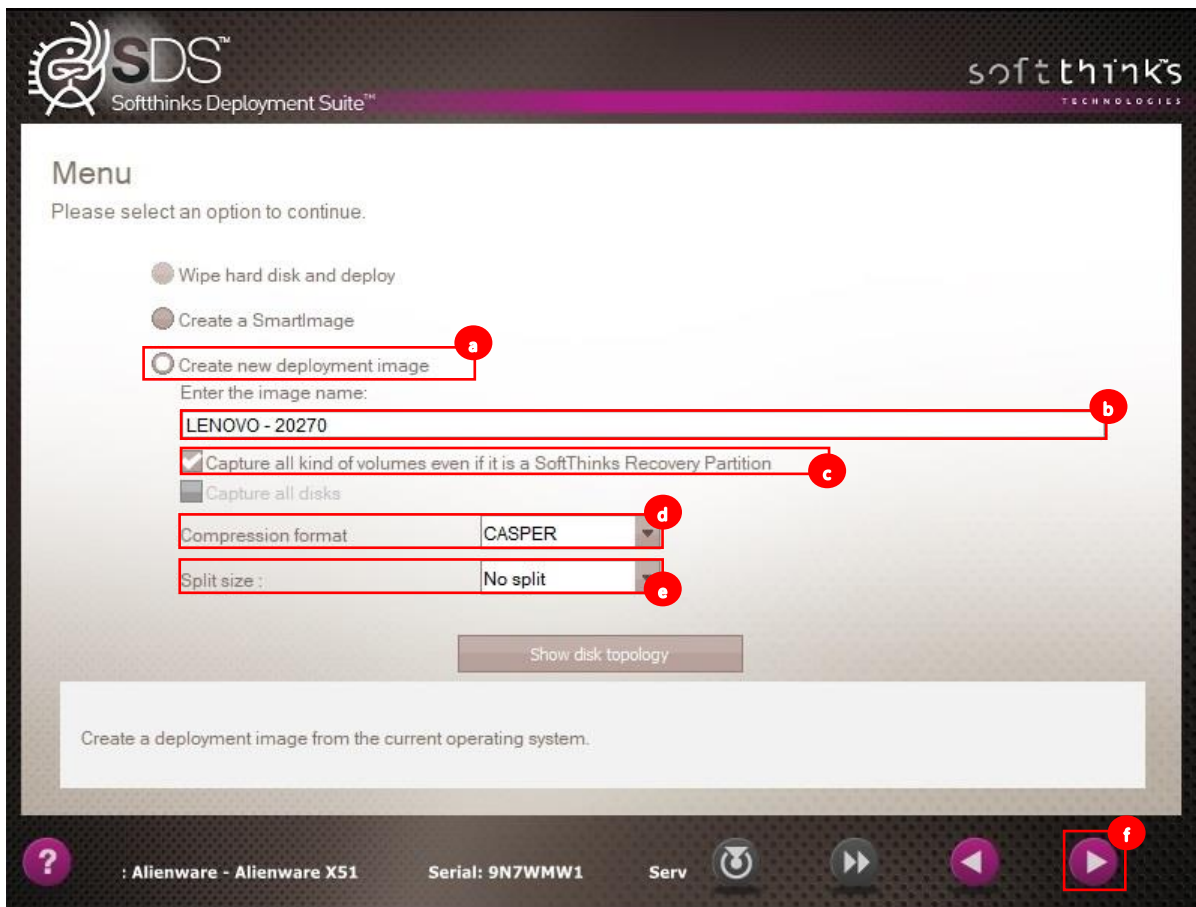 SDS™
Softthinks Deployment Suite™
softthinks
TECHNOLOGIES
Menu
Please select an option to continue.
Wipe hard disk and deploy
Create a SmartImage
a
Create new deployment image
Enter the image name:
b
LENOVO - 20270
Capture all kind of volumes even if it is a SoftThinks Recovery Partition
c
Capture all disks
d
Compression format CASPER
Split size : No split
e
Show disk topology
Create a deployment image from the current operating system.
f
? : Alienware - Alienware X51 Serial: 9N7WMW1 Serv